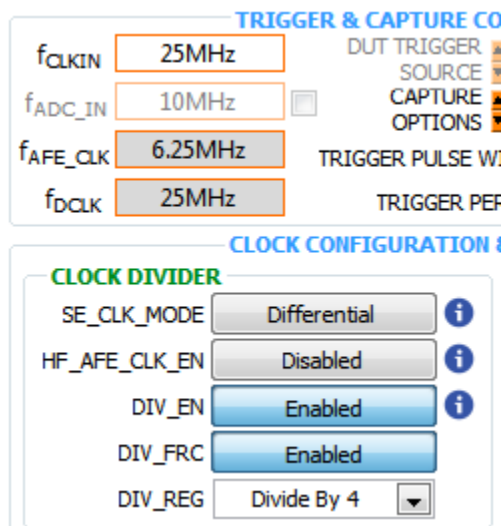 TRIGGER & CAPTURE CO
fCLKIN 25MHz
DUT TRIGGER
SOURCE
fADC_IN 10MHz
CAPTURE
OPTIONS
fAFE_CLK 6.25MHz
TRIGGER PULSE WI
fDCLK 25MHz
TRIGGER PER
CLOCK CONFIGURATION &
CLOCK DIVIDER
SE_CLK_MODE Differential
HF_AFE_CLK_EN Disabled
DIV_EN Enabled
DIV_FRC Enabled
DIV_REG Divide By 4